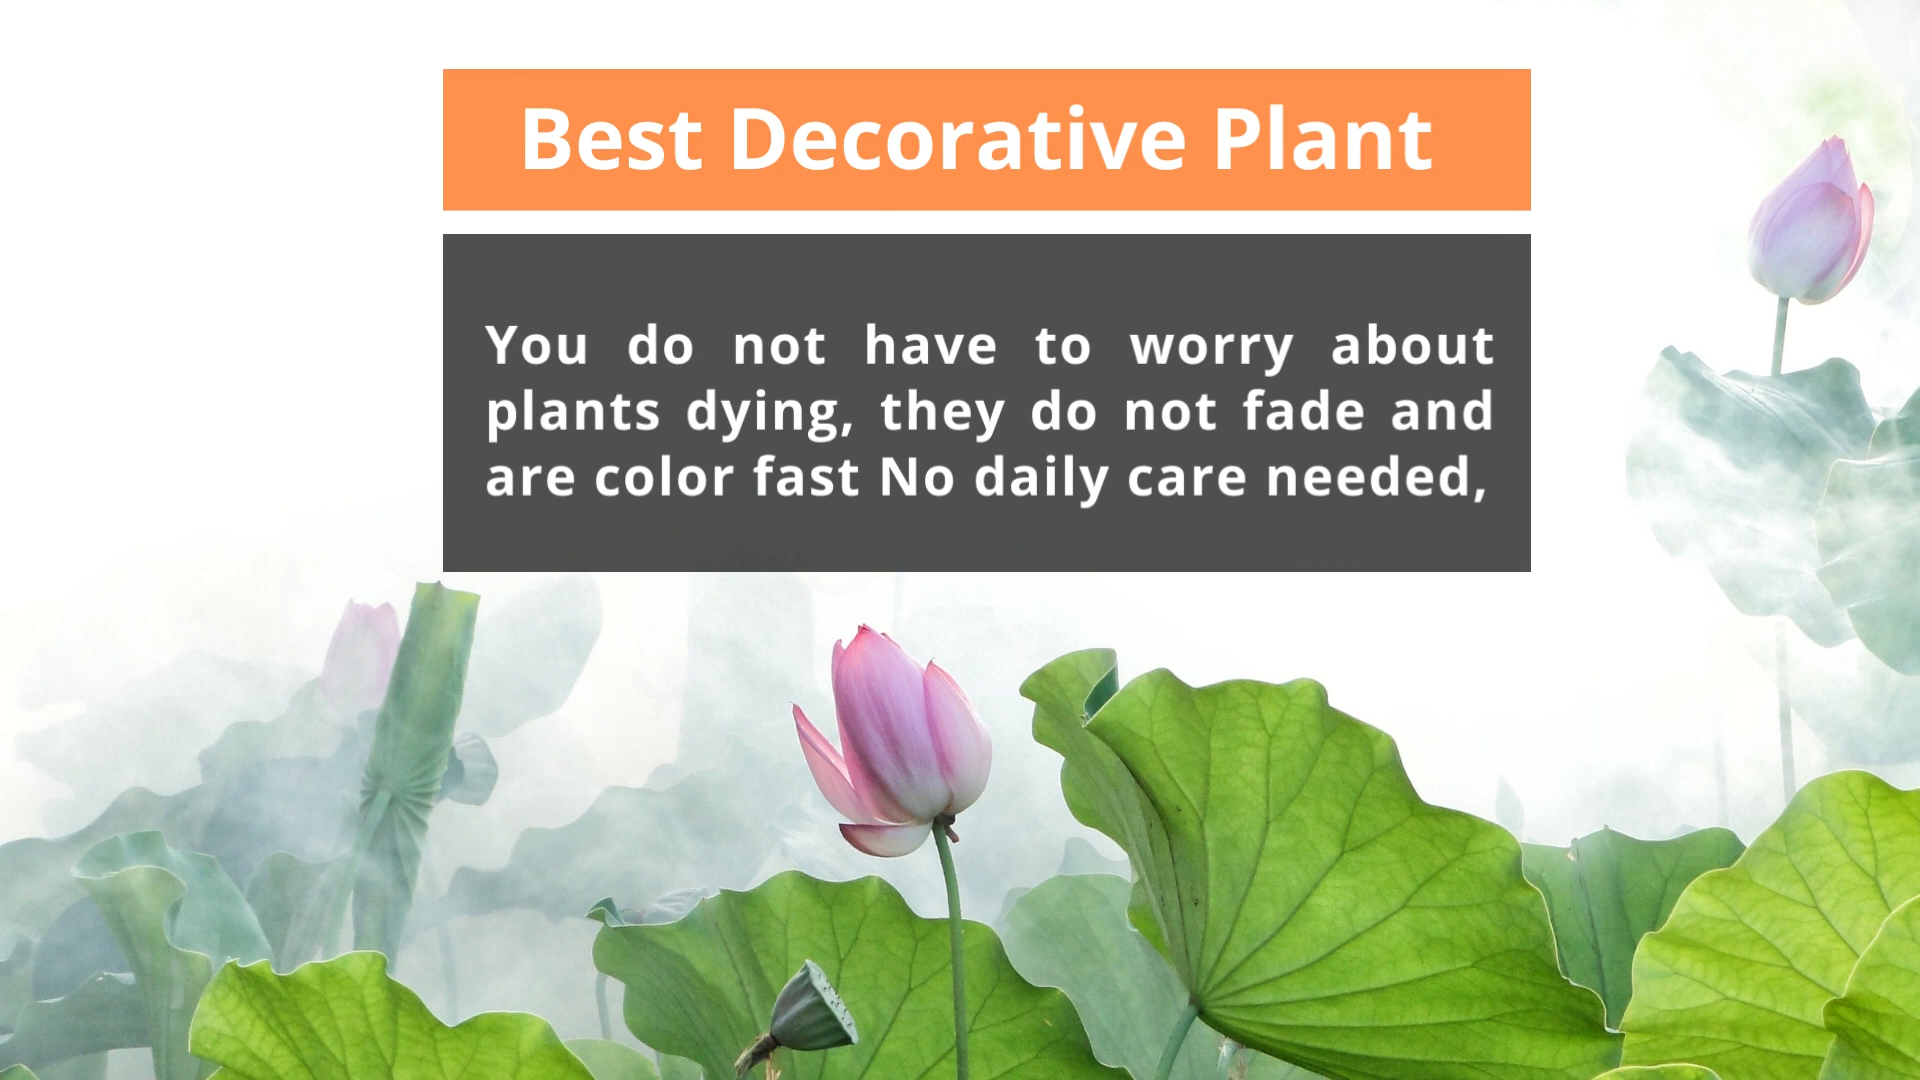 Best Decorative Plant
You do not have to worry about
plants dying, they do not fade and
are color fast No daily care needed,